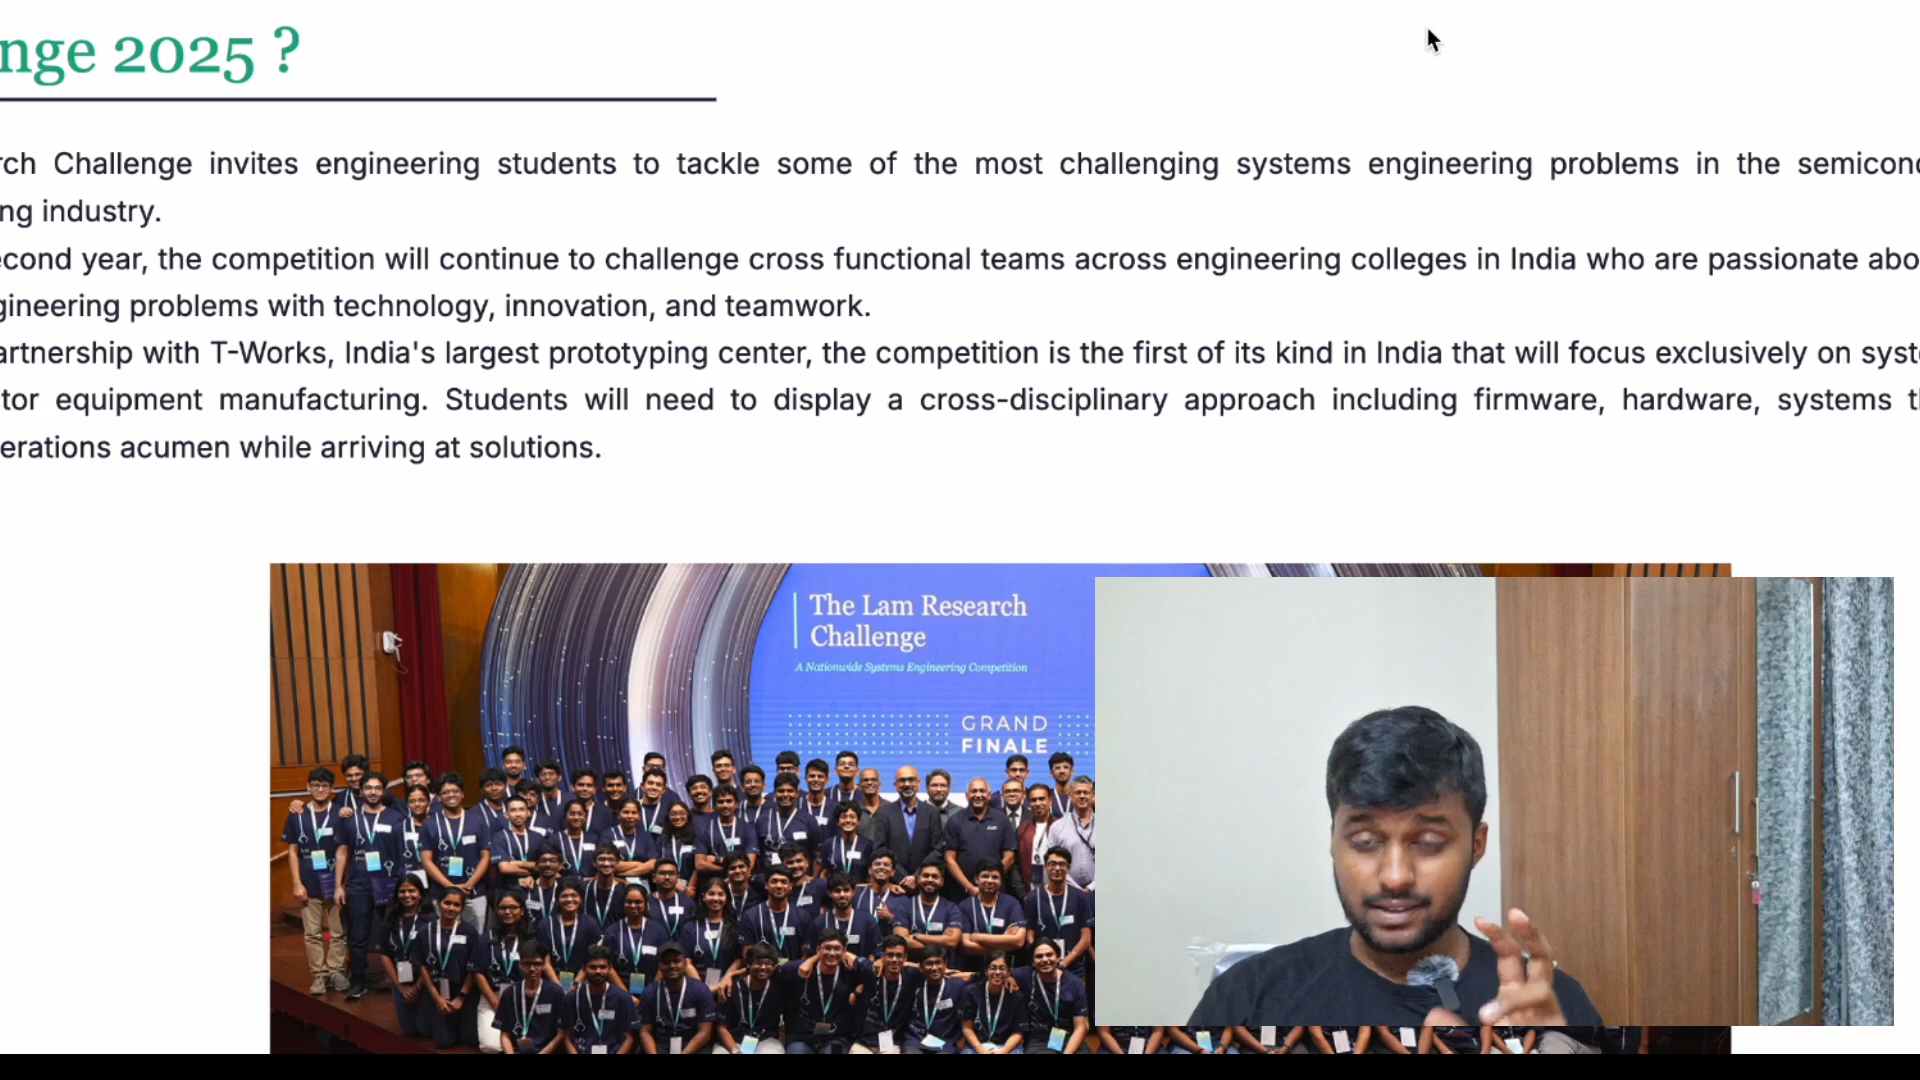 nge 2025 ?
rch Challenge invites engineering students to tackle some of the most challenging systems engineering problems in the semicond
ng industry.
econd year, the competition will continue to challenge cross functional teams across engineering colleges in India who are passionate abo
gineering problems with technology, innovation, and teamwork.
artnership with T-Works, India's largest prototyping center, the competition is the first of its kind in India that will focus exclusively on syst
tor equipment manufacturing. Students will need to display a cross-disciplinary approach including firmware, hardware, systems t
erations acumen while arriving at solutions.
The Lam Research
Challenge
A Nationwide Systems Engineering Competition
GRAND
FINALE